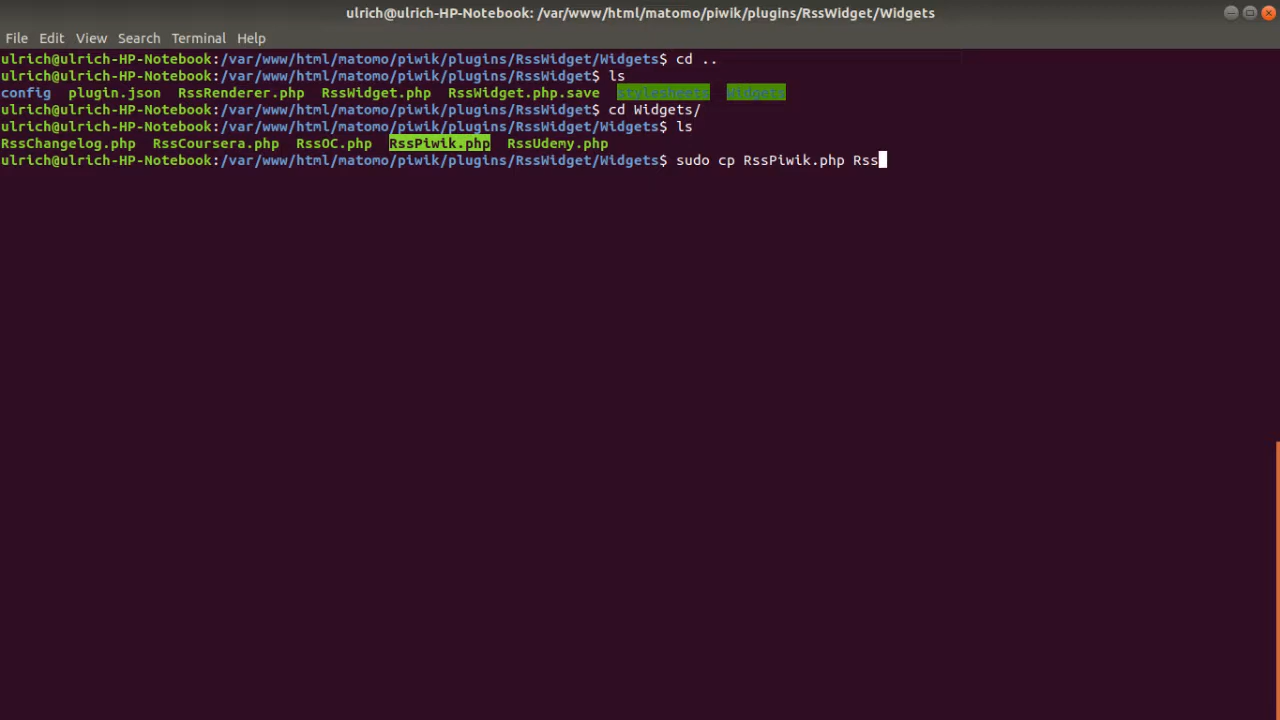 ulrich@ulrich-HP-Notebook: /var/www/html/matomo/piwik/plugins/RssWidget/Widgets
File Edit View Search Terminal Help
ulrich@ulrich-HP-Notebook:/var/www/html/matomo/piwik/plugins/RssWidget/Widgets$ cd ..
ulrich@ulrich-HP-Notebook:/var/www/html/matomo/piwik/plugins/RssWidget$ ls
config plugin.json RssRenderer.php RssWidget.php RssWidget.php.save stylesheets Widgets
ulrich@ulrich-HP-Notebook:/var/www/html/matomo/piwik/plugins/RssWidget$ cd Widgets/
ulrich@ulrich-HP-Notebook:/var/www/html/matomo/piwik/plugins/RssWidget/Widgets$ ls
RssChangelog.php RssCoursera.php RssOC.php RssPiwik.php RssUdemy.php
ulrich@ulrich-HP-Notebook:/var/www/html/matomo/piwik/plugins/RssWidget/Widgets$ sudo cp RssPiwik.php Rss